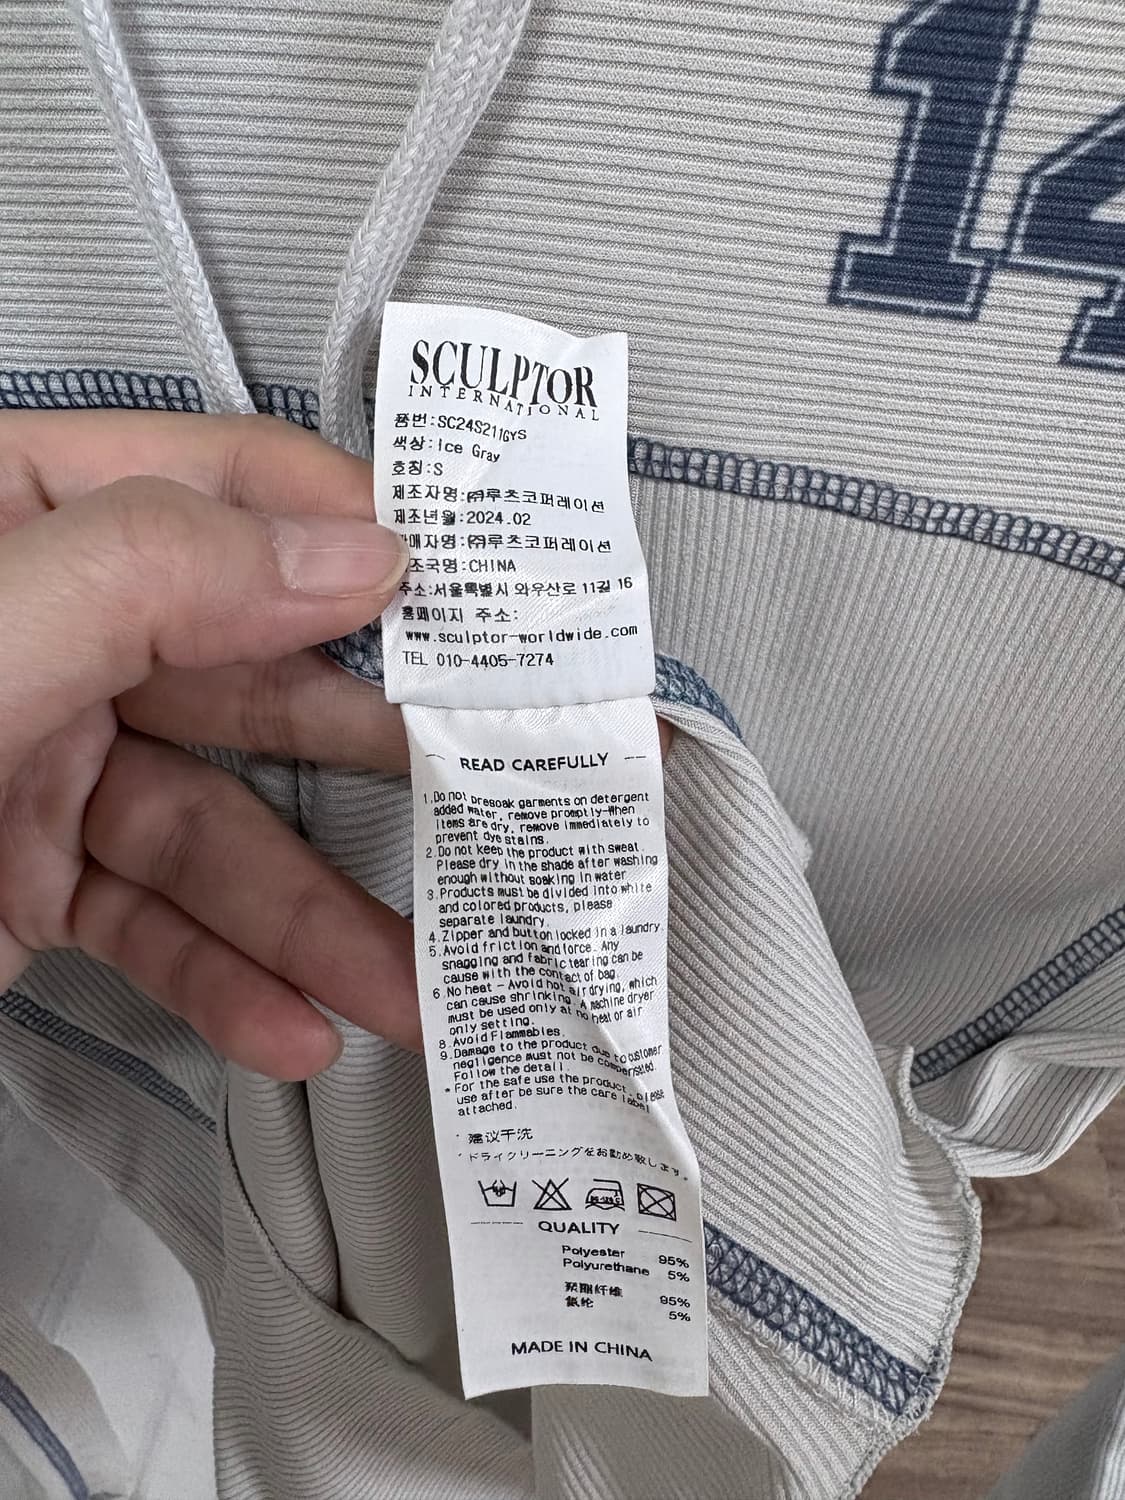 14
SCULPTOR
INTERNATIONAL
품번:SC24S211GYS
색상:Ice Gray
호칭:S
제조자명:㈜루츠코퍼레이션
제조년월:2024.02
매자명:㈜루츠코퍼레이션
조국명:CHINA
주소:서울특별시 와우산로 11길 16
홈페이지 주소:
www.sculptor-worldwide.com
TEL 010-4405-7274
READ CAREFULLY
1.Do not presoak garments on detergent
added water, remove promptly-When
items are dry, remove immediately to
prevent dye stains.
2.Do not keep the product with sweat.
Please dry in the shade after washing
enough without soaking in water
3.Products must be divided into white
and colored products, please
separate laundry.
4.Zipper and button locked in a laundry.
5.Avoid friction and force. Any
snagging and fabric tearing can be
cause with the contact of bag.
6.No heat - Avoid hot air drying, which
can cause shrinking. A machine dryer
must be used only at no heat or air
only setting.
8.Avoid Flammables.
9.Damage to the product due to customer
negligence must not be compensated.
Follow the detail.
*For the safe use the product, please
use after be sure the care label
attached.
建议干洗
ドライクリーニングをお勧め致します。
QUALITY
Polyester 95%
Polyurethane 5%
聚酯纤维 95%
氨纶 5%
MADE IN CHINA